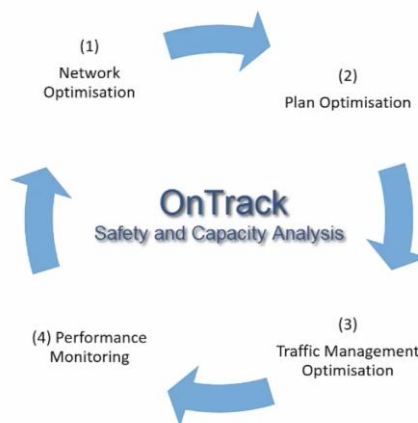 (1)
Network
Optimisation
(2)
Plan Optimisation
OnTrack
Safety and Capacity Analysis
(3)
Traffic Management
Optimisation
(4) Performance
Monitoring